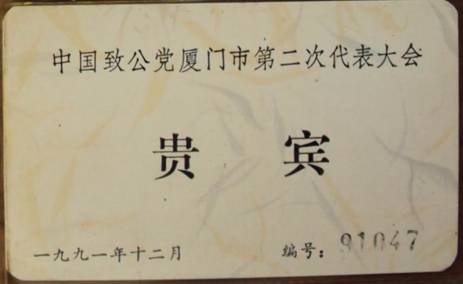 中国致公党厦门市第二次代表大会
贵宾
一九九一年十二月 编号：91047